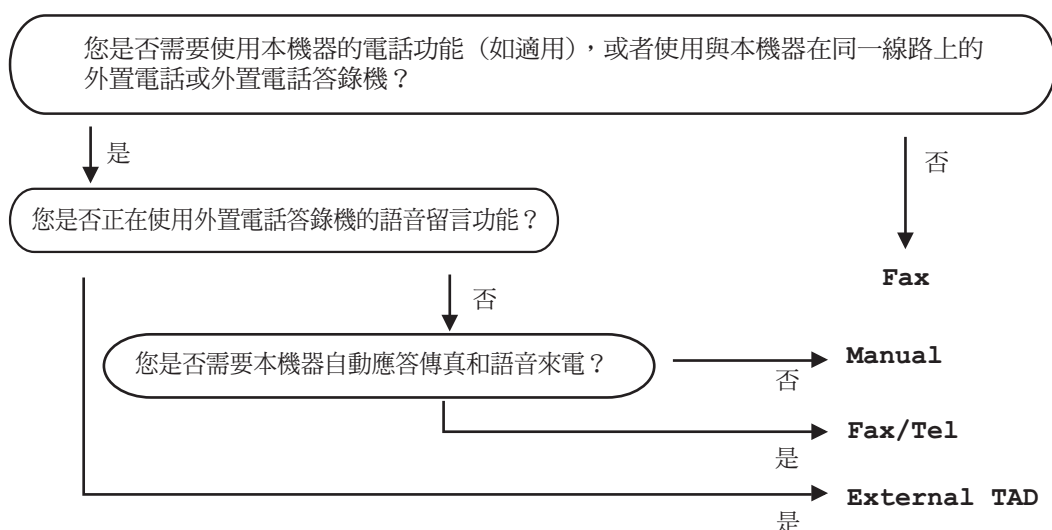 您是否需要使用本機器的電話功能（如適用），或者使用與本機器在同一線路上的
外置電話或外置電話答錄機？
是
否
您是否正在使用外置電話答錄機的語音留言功能？
Fax
否
您是否需要本機器自動應答傳真和語音來電？
Manual
否
Fax/Tel
是
External TAD
是